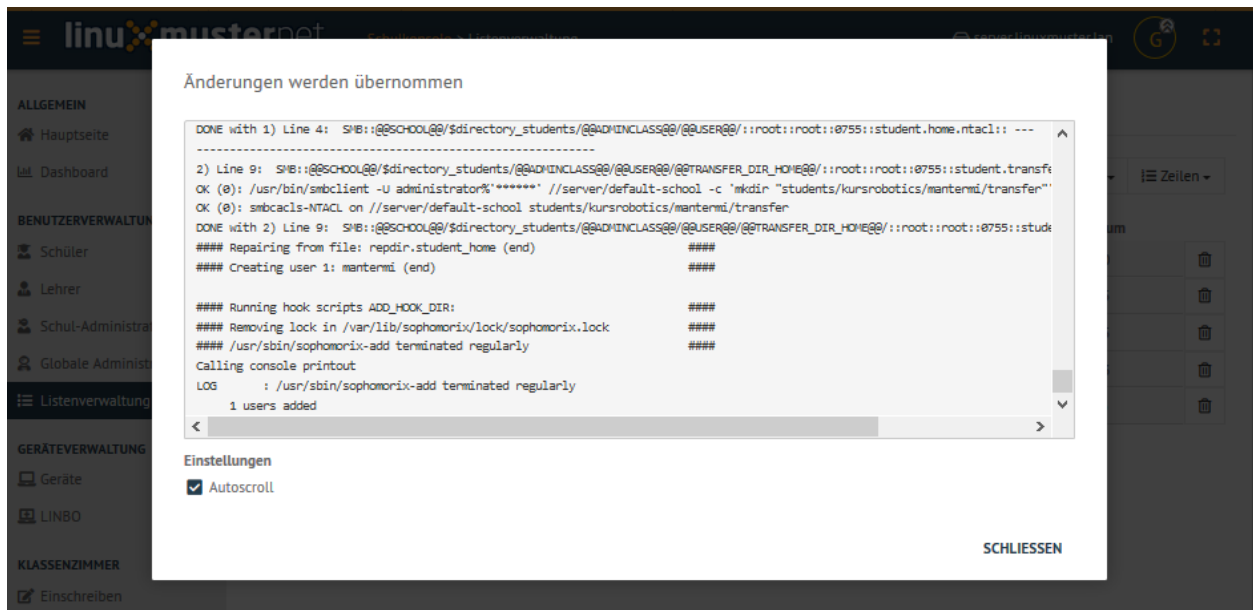 linuxmusternet
Schulkonsole > Listenverwaltung
server.linuxmuster.lan
G
Änderungen werden übernommen
ALLGEMEIN
Hauptseite
Dashboard
BENUTZERVERWALTUN
Schüler
Lehrer
Schul-Administra
Globale Administ
Listenverwaltung
GERÄTEVERWALTUNG
Geräte
LINBO
KLASSENZIMMER
Einschreiben
DONE with 1) Line 4: SMB::@@SCHOOL@@/$directory_students/@@ADMINCLASS@@/@@USER@@/::root::root::0755::student.home.ntacl:: ---
----------------------------------------------------------------
2) Line 9: SMB::@@SCHOOL@@/$directory_students/@@ADMINCLASS@@/@@USER@@/@@TRANSFER_DIR_HOME@@/::root::root::0755::student.transfe
OK (0): /usr/bin/smbclient -U administrator%'******' //server/default-school -c 'mkdir "students/kursrobotics/mantermi/transfer"'
OK (0): smbcacls-NTACL on //server/default-school students/kursrobotics/mantermi/transfer
DONE with 2) Line 9: SMB::@@SCHOOL@@/$directory_students/@@ADMINCLASS@@/@@USER@@/@@TRANSFER_DIR_HOME@@/::root::root::0755::stude
#### Repairing from file: repdir.student_home (end) ####
#### Creating user 1: mantermi (end) ####
#### Running hook scripts ADD_HOOK_DIR: ####
#### Removing lock in /var/lib/sophomorix/lock/sophomorix.lock ####
#### /usr/sbin/sophomorix-add terminated regularly ####
Calling console printout
LOG : /usr/sbin/sophomorix-add terminated regularly
1 users added
Einstellungen
Autoscroll
SCHLIESSEN
Zeilen
um